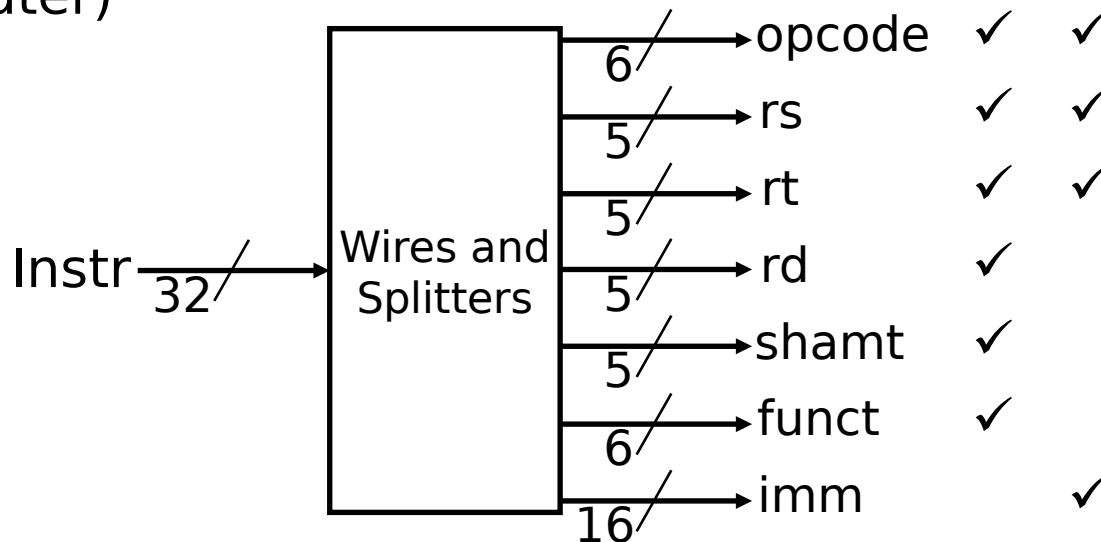 opcode ✓ ✓
6
rs ✓ ✓
5
rt ✓ ✓
5
Instr
32
Wires and
Splitters
rd ✓
5
shamt ✓
5
funct ✓
6
imm ✓
16